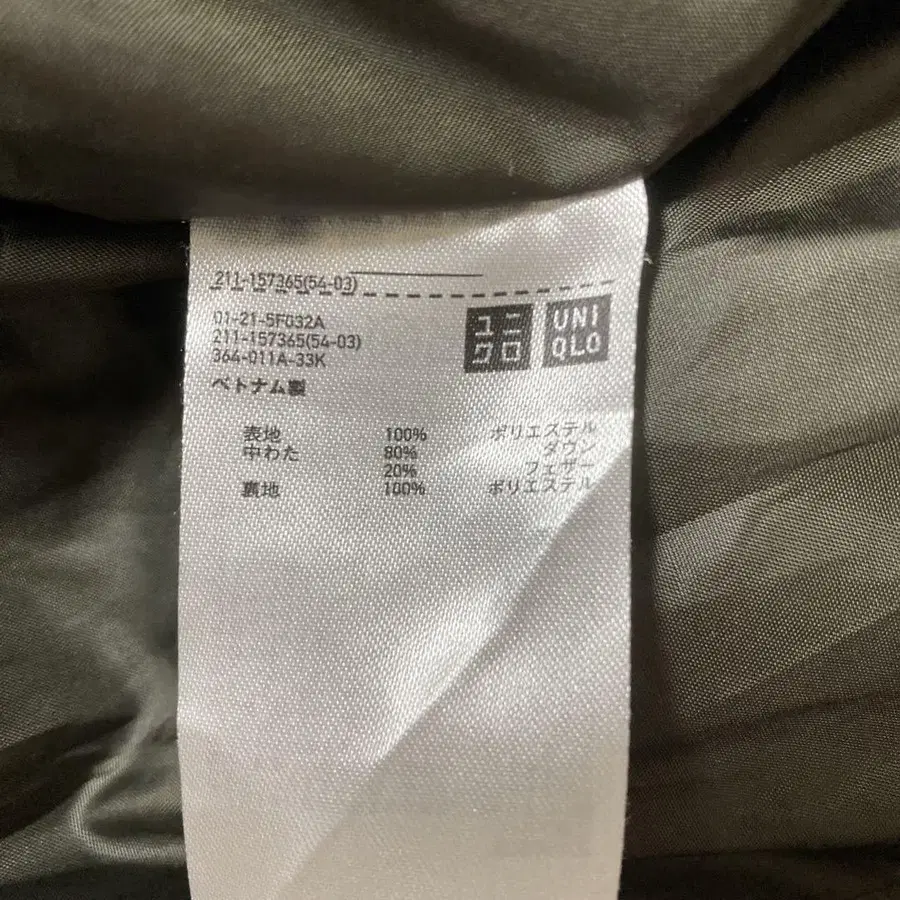 211-157365(54-03)
01-21-5F032A
211-157365(54-03)
364-011A-33K
ベトナム製
ユニ
クロ
UNI
QLO
表地 100% ポリエステル
中わた 80% ダウン
20% フェザー
裏地 100% ポリエステル